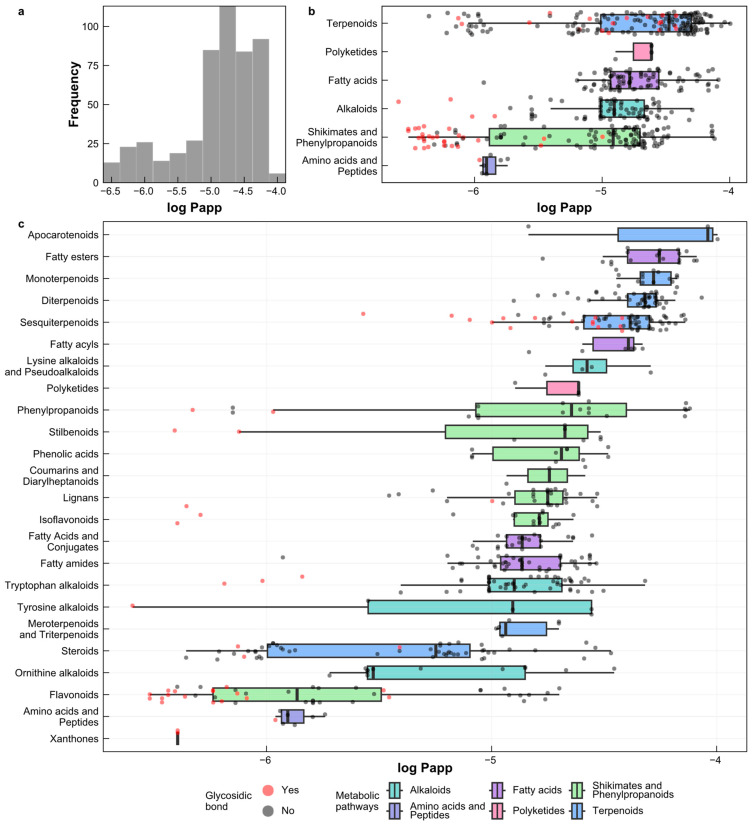 a
Frequency
100
75
50
25
0
-6.5
-6.0
-5.5
-5.0
-4.5
-4.0
log Papp
b
Terpenoids
Polyketides
Fatty acids
Alkaloids
Shikimates and
Phenylpropanoids
Amino acids and
Peptides
-6
-5
-4
log Papp
c
Apocarotenoids
Fatty esters
Monoterpenoids
Diterpenoids
Sesquiterpenoids
Fatty acyls
Lysine alkaloids
and Pseudoalkaloids
Polyketides
Phenylpropanoids
Stilbenoids
Phenolic acids
Coumarins and
Diarylheptanoids
Lignans
Isoflavonoids
Fatty Acids and
Conjugates
Fatty amides
Tryptophan alkaloids
Tyrosine alkaloids
Meroterpenoids
and Triterpenoids
Steroids
Ornithine alkaloids
Flavonoids
Amino acids and
Peptides
Xanthones
-6
-5
-4
log Papp
Glycosidic
bond
Yes
No
Metabolic
pathways
Alkaloids
Amino acids and
Peptides
Fatty acids
Polyketides
Shikimates and
Phenylpropanoids
Terpenoids